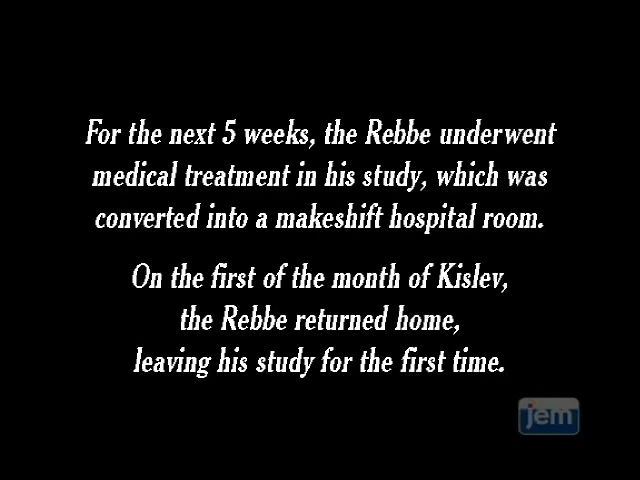 For the next 5 weeks, the Rebbe underwent
medical treatment in his study, which was
converted into a makeshift hospital room.
On the first of the month of Kislev,
the Rebbe returned home,
leaving his study for the first time.
jem